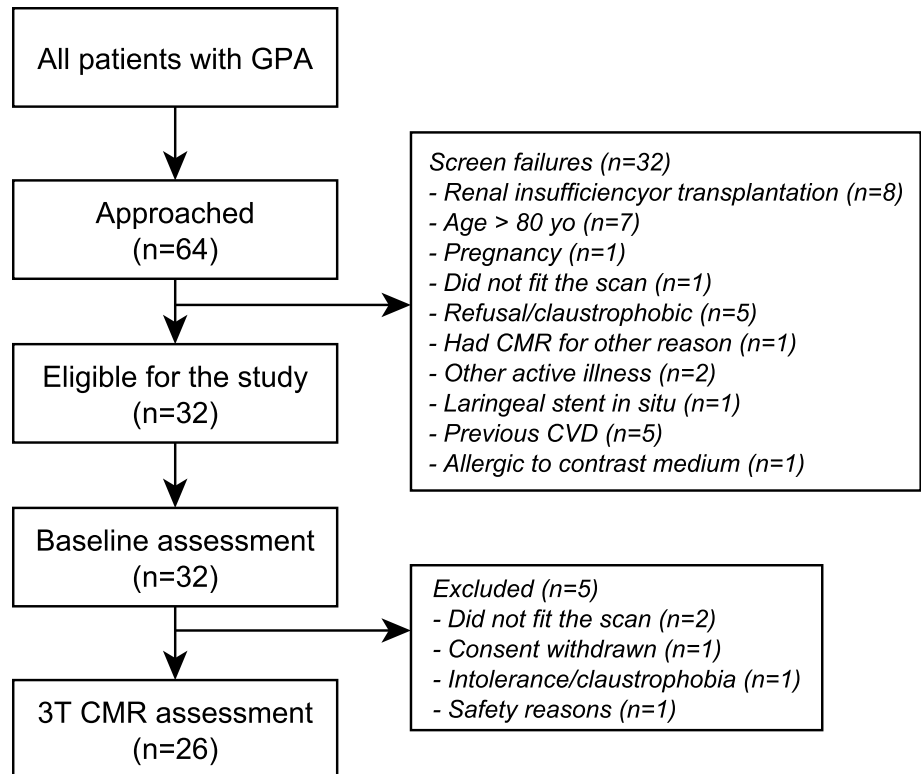 All patients with GPA
Approached
(n=64)
Screen failures (n=32)
- Renal insufficiencyor transplantation (n=8)
- Age > 80 yo (n=7)
- Pregnancy (n=1)
- Did not fit the scan (n=1)
- Refusal/claustrophobic (n=5)
- Had CMR for other reason (n=1)
- Other active illness (n=2)
- Laringeal stent in situ (n=1)
- Previous CVD (n=5)
- Allergic to contrast medium (n=1)
Eligible for the study
(n=32)
Baseline assessment
(n=32)
Excluded (n=5)
- Did not fit the scan (n=2)
- Consent withdrawn (n=1)
- Intolerance/claustrophobia (n=1)
- Safety reasons (n=1)
3T CMR assessment
(n=26)